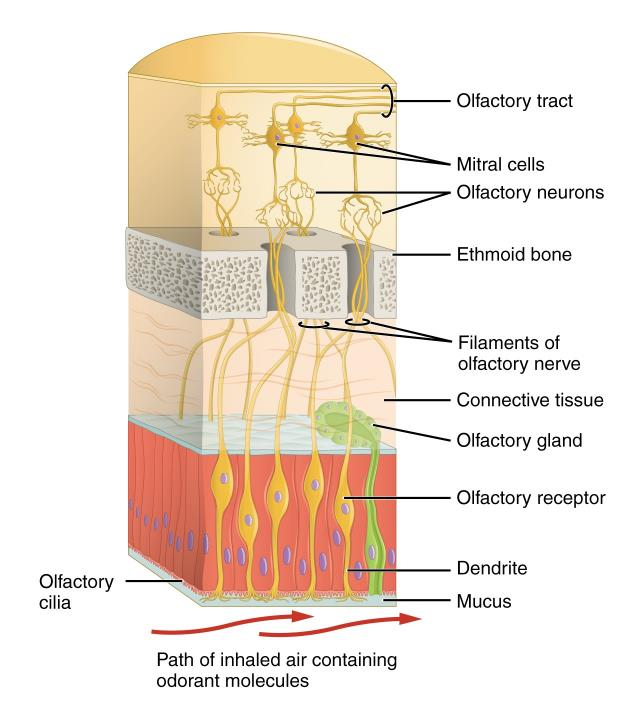 Olfactory tract
Mitral cells
Olfactory neurons
Ethmoid bone
Filaments of
olfactory nerve
Connective tissue
Olfactory gland
Olfactory receptor
Dendrite
Olfactory
cilia
Mucus
Path of inhaled air containing
odorant molecules